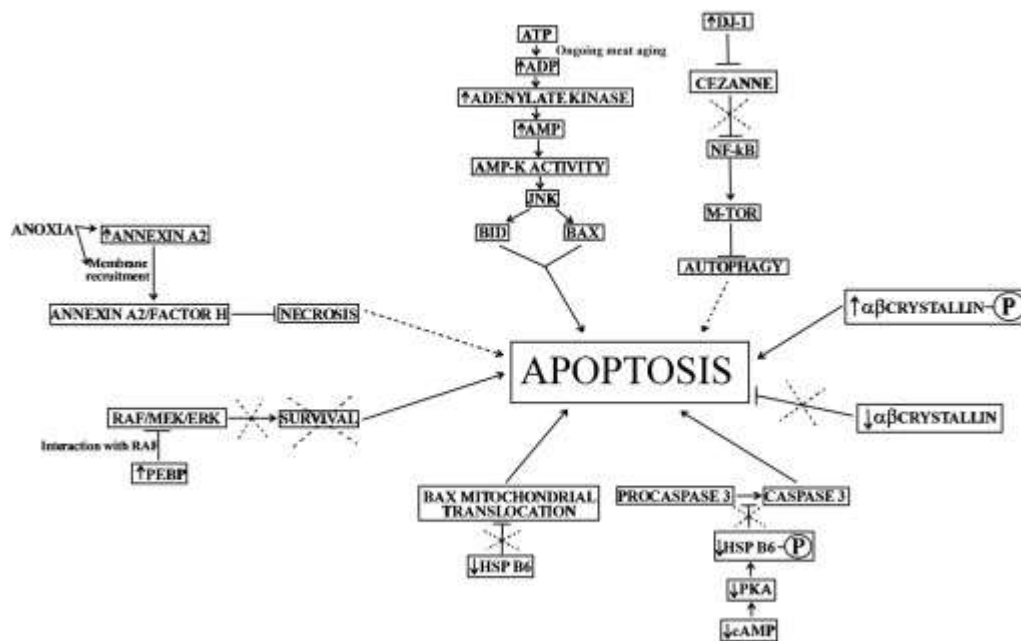 ATP
Ongoing meat aging
↑ADP
↑ADENYLATE KINASE
↑AMP
AMP-K ACTIVITY
JNK
BID
BAX
↑DJ-1
CEZANNE
NF-kB
M-TOR
AUTOPHAGY
ANOXIA
↑ANNEXIN A2
Membrane
recruitment
ANNEXIN A2/FACTOR H
NECROSIS
↑αβCRYSTALLIN-P
APOPTOSIS
RAF/MEK/ERK
SURVIVAL
↓αβCRYSTALLIN
Interaction with RAF
↑PEBP
BAX MITOCHONDRIAL
TRANSLOCATION
↓HSP B6
PROCASPASE 3
CASPASE 3
↓HSP B6-P
↓PKA
↓cAMP